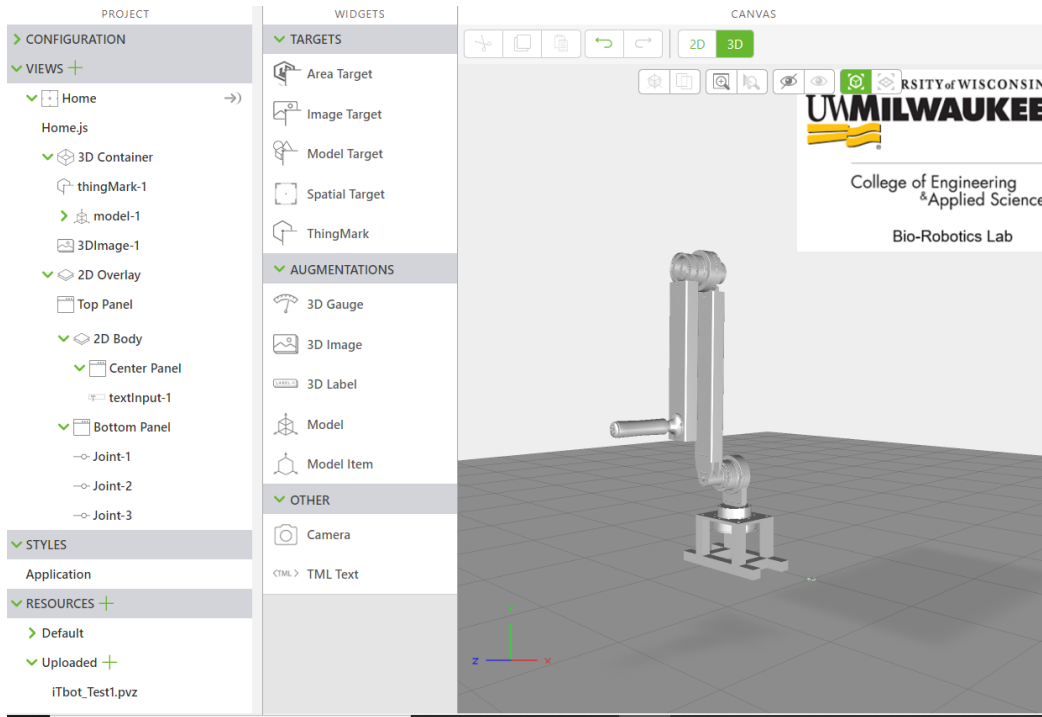 PROJECT
WIDGETS
CANVAS
CONFIGURATION
VIEWS
Home
Home.js
3D Container
thingMark-1
model-1
3DImage-1
2D Overlay
Top Panel
2D Body
Center Panel
textInput-1
Bottom Panel
Joint-1
Joint-2
Joint-3
STYLES
Application
RESOURCES
Default
Uploaded
iTbot_Test1.pvz
TARGETS
Area Target
Image Target
Model Target
Spatial Target
ThingMark
AUGMENTATIONS
3D Gauge
3D Image
LABEL
3D Label
Model
Model Item
OTHER
Camera
<TML>
TML Text
2D
3D
RSITY of WISCONSIN
UWMILWAUKEE
College of Engineering
&Applied Science
Bio-Robotics Lab
Y
Z
X